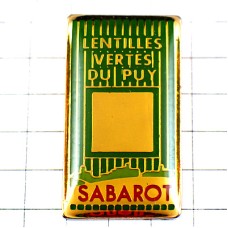 LENTILLES
VERTES
DU PUY
SABAROT